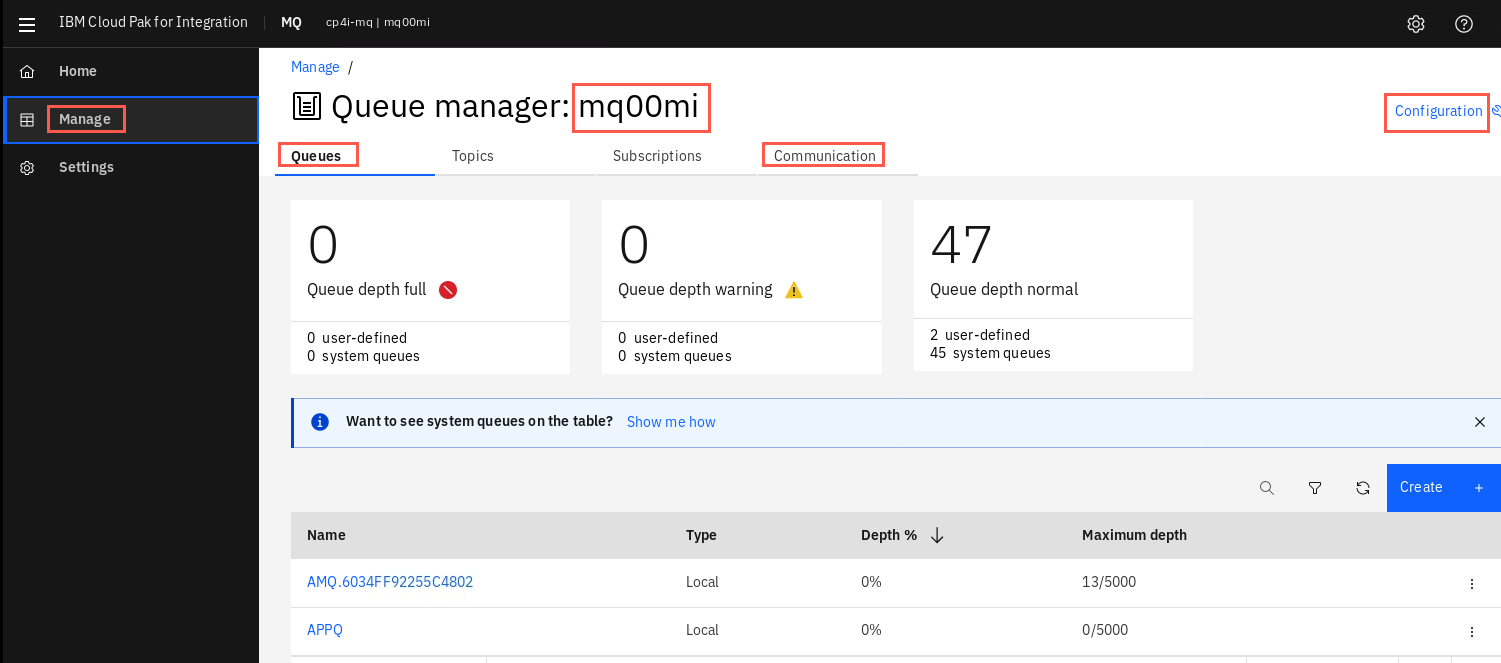 IBM Cloud Pak for Integration | MQ cp4i-mq | mq00mi
Home
Manage
Settings
Manage /
Queue manager: mq00mi
Configuration
Queues Topics Subscriptions Communication
0
Queue depth full
0 user-defined
0 system queues
0
Queue depth warning
0 user-defined
0 system queues
47
Queue depth normal
2 user-defined
45 system queues
Want to see system queues on the table? Show me how
Create +
Name Type Depth % Maximum depth
AMQ.6034FF92255C4802 Local 0% 13/5000
APPQ Local 0% 0/5000